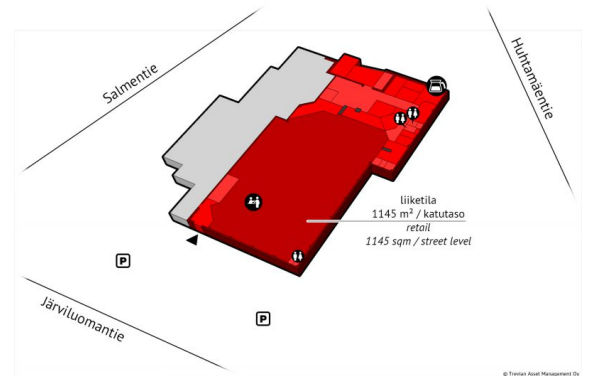 Salmentie
Huhtamäentie
liiketila
1145 m² / katutaso
retail
1145 sqm / street level
P
P
Järviluomantie
© Trevian Asset Management Oy